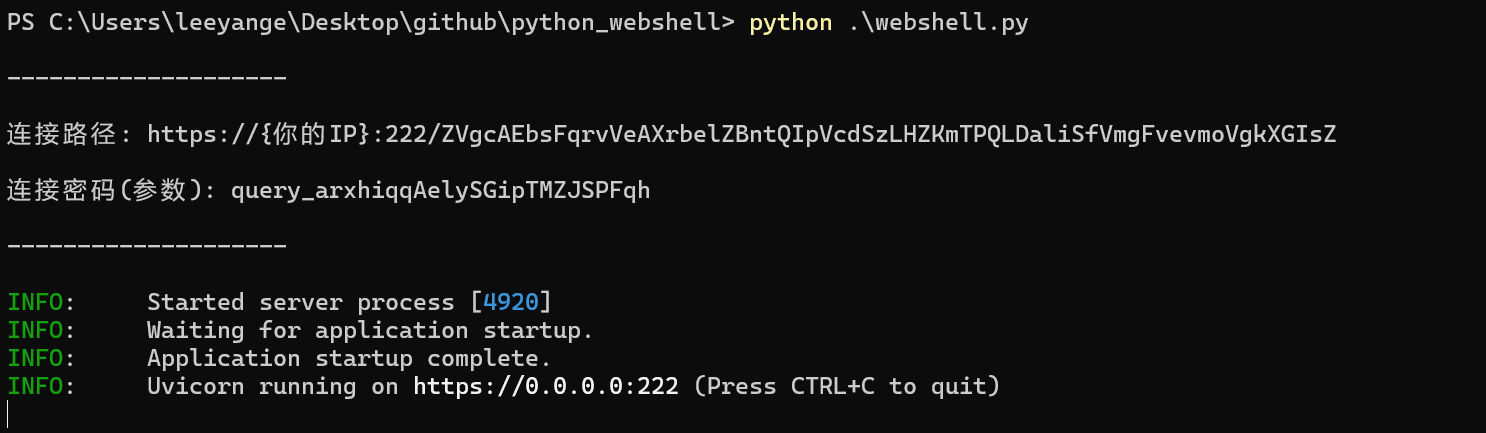 PS C:\Users\leeyange\Desktop\github\python_webshell> python .\webshell.py
--------------------
连接路径: https://{你的IP}:222/ZVgcAEbsFqrvVeAXrbelZBntQIpVcdSzLHZKmTPQLDaliSfVmgFvevmoVgkXGIsZ
连接密码(参数): query_arxhiqqAelySGipTMZJSPFqh
--------------------
INFO:     Started server process [4920]
INFO:     Waiting for application startup.
INFO:     Application startup complete.
INFO:     Uvicorn running on https://0.0.0.0:222 (Press CTRL+C to quit)